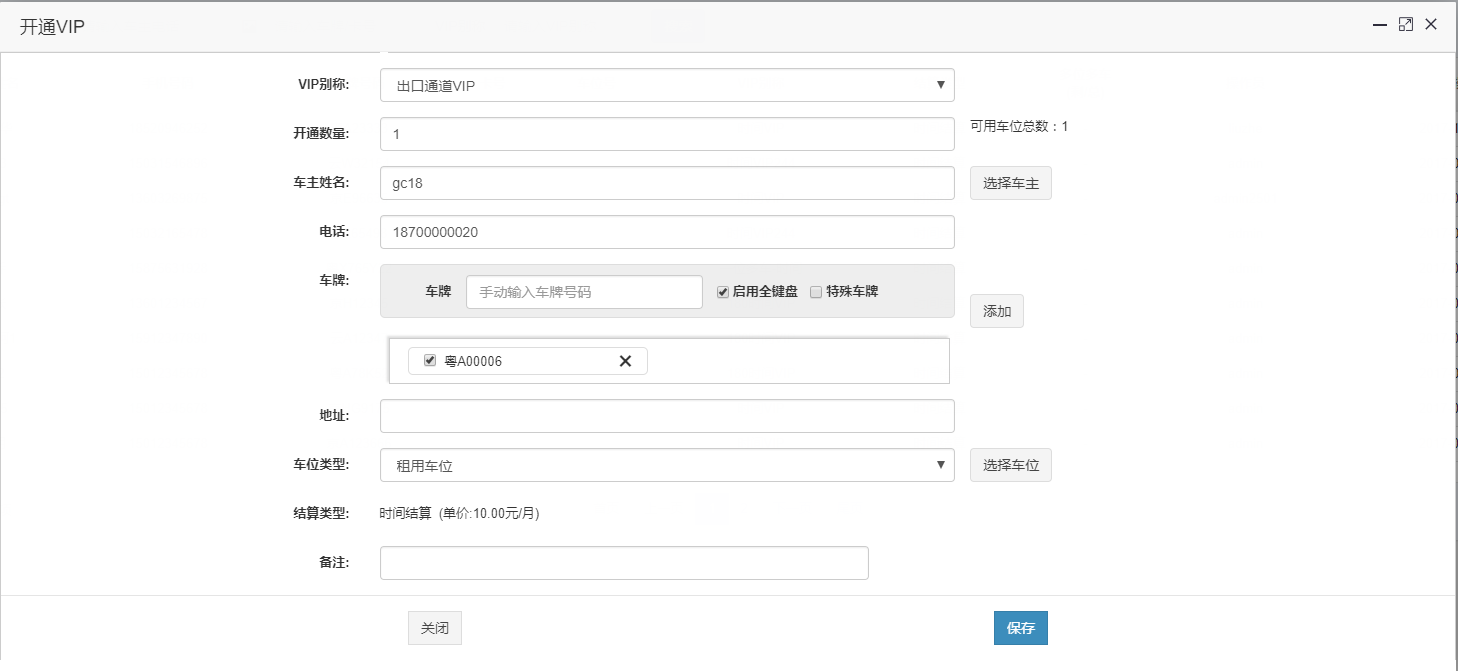 开通VIP
VIP别称: 出口通道VIP
开通数量: 1 可用车位总数：1
车主姓名: gc18 选择车主
电话: 18700000020
车牌: 车牌 手动输入车牌号码 启用全键盘 特殊车牌 添加
粤A00006
地址:
车位类型: 租用车位 选择车位
结算类型: 时间结算 (单价:10.00元/月)
备注:
关闭 保存